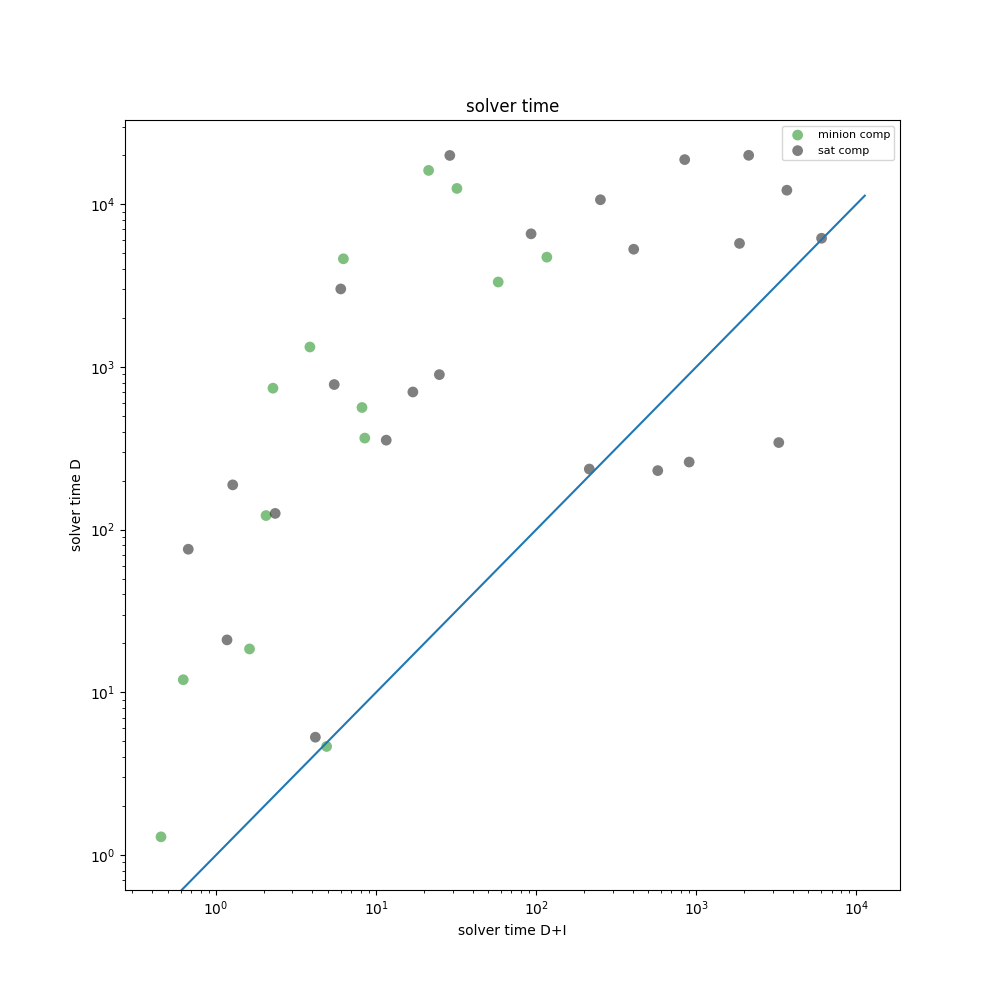 solver time
minion comp
sat comp
solver time D
10⁴
10³
10²
10¹
10⁰
10⁰ 10¹ 10² 10³ 10⁴
solver time D+I